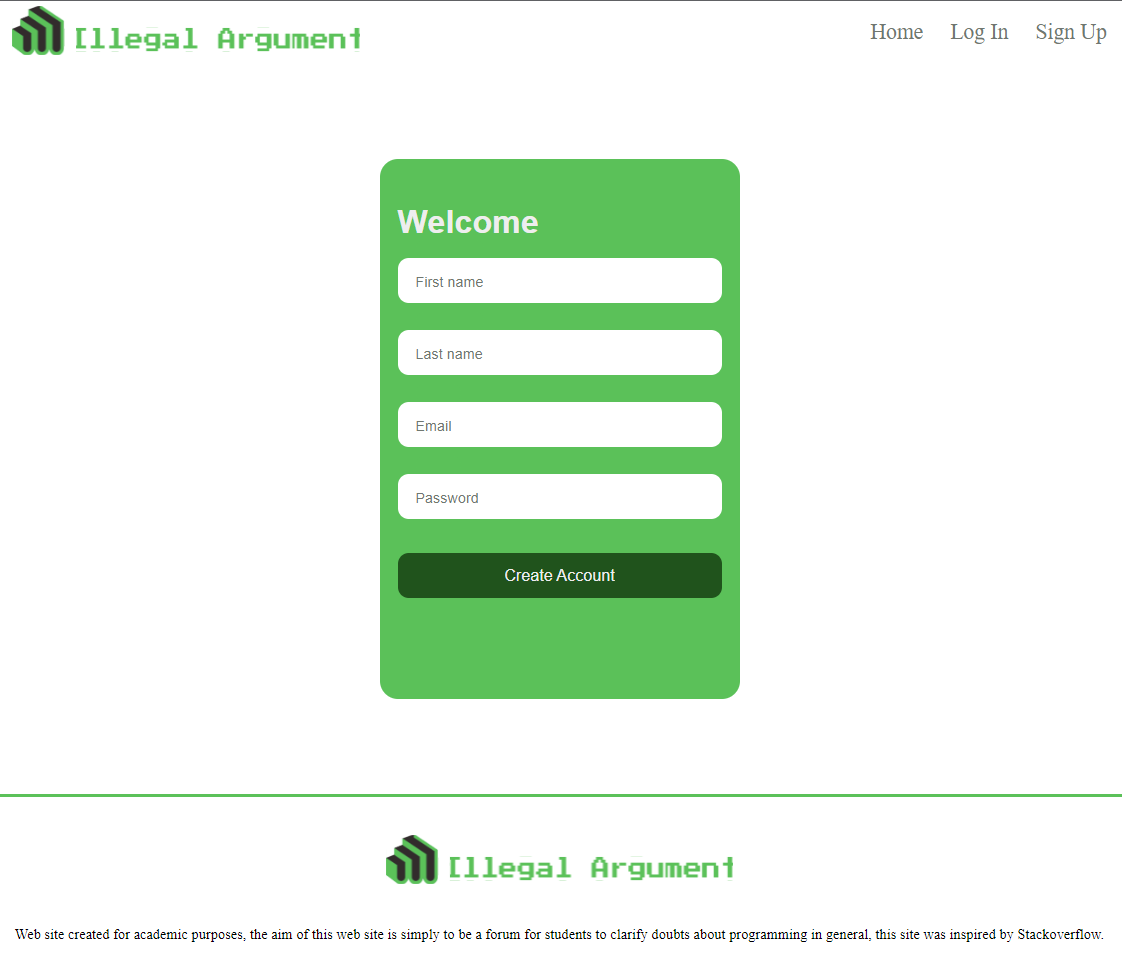 Illegal Argument
Home Log In Sign Up
Welcome
First name
Last name
Email
Password
Create Account
Illegal Argument
Web site created for academic purposes, the aim of this web site is simply to be a forum for students to clarify doubts about programming in general, this site was inspired by Stackoverflow.